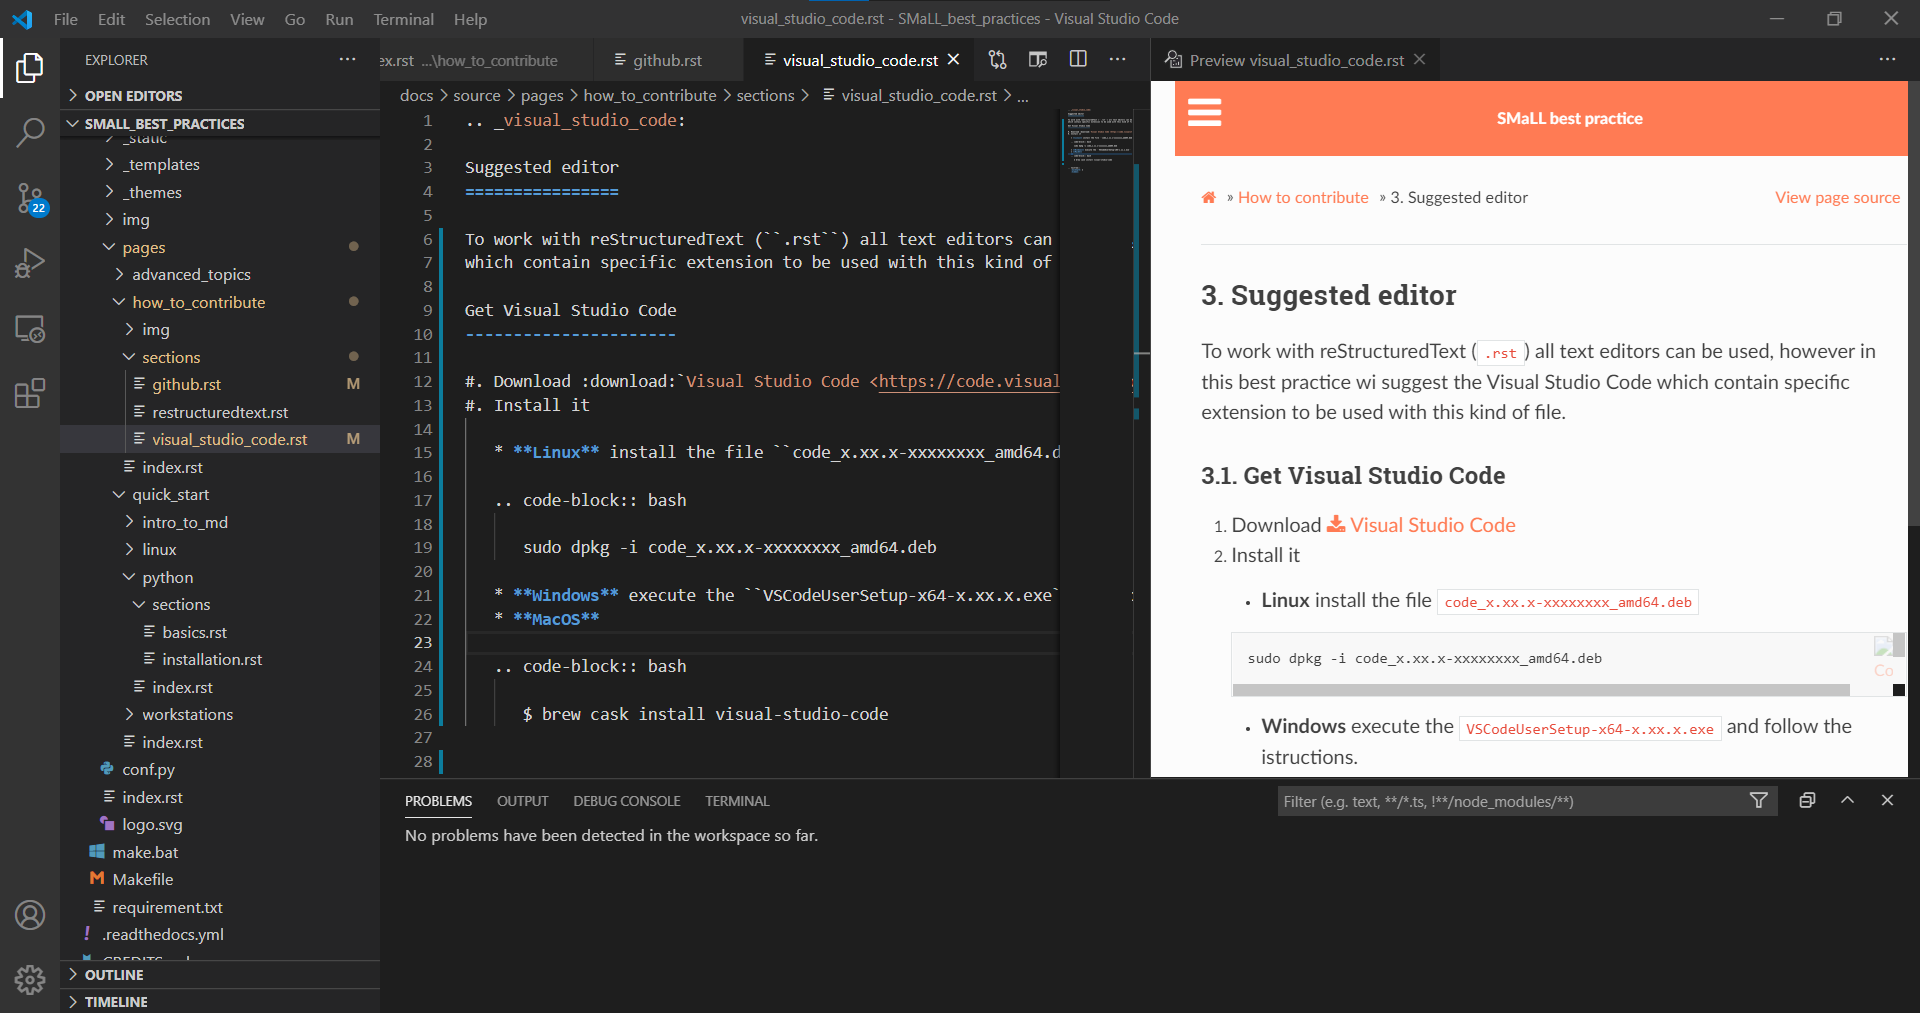 File Edit Selection View Go Run Terminal Help
visual_studio_code.rst - SMaLL_best_practices - Visual Studio Code
EXPLORER
OPEN EDITORS
SMALL_BEST_PRACTICES
_static
_templates
_themes
img
pages
advanced_topics
how_to_contribute
img
sections
github.rst M
restructuredtext.rst
visual_studio_code.rst M
index.rst
quick_start
intro_to_md
linux
python
sections
basics.rst
installation.rst
index.rst
workstations
index.rst
conf.py
index.rst
logo.svg
make.bat
Makefile
requirement.txt
.readthedocs.yml
OUTLINE
TIMELINE
22
ex.rst ...\how_to_contribute
github.rst
visual_studio_code.rst
docs > source > pages > how_to_contribute > sections > visual_studio_code.rst > ...
1 .. _visual_studio_code:
2
3 Suggested editor
4 ================
5
6 To work with reStructuredText (``.rst``) all text editors can
7 which contain specific extension to be used with this kind of
8
9 Get Visual Studio Code
10 ----------------------
11
12 #. Download :download:`Visual Studio Code <https://code.visual
13 #. Install it
14
15 * **Linux** install the file ``code_x.xx.x-xxxxxxxx_amd64.d
16
17 .. code-block:: bash
18
19 sudo dpkg -i code_x.xx.x-xxxxxxxx_amd64.deb
20
21 * **Windows** execute the ``VSCodeUserSetup-x64-x.xx.x.exe`
22 * **MacOS**
23
24 .. code-block:: bash
25
26 $ brew cask install visual-studio-code
27
28
Preview visual_studio_code.rst
SMaLL best practice
» How to contribute » 3. Suggested editor
View page source
3. Suggested editor
To work with reStructuredText ( .rst ) all text editors can be used, however in
this best practice wi suggest the Visual Studio Code which contain specific
extension to be used with this kind of file.
3.1. Get Visual Studio Code
1. Download Visual Studio Code
2. Install it
• Linux install the file code_x.xx.x-xxxxxxxx_amd64.deb
sudo dpkg -i code_x.xx.x-xxxxxxxx_amd64.deb
Co
• Windows execute the VSCodeUserSetup-x64-x.xx.x.exe and follow the
istructions.
PROBLEMS OUTPUT DEBUG CONSOLE TERMINAL
Filter (e.g. text, **/*.ts, !**/node_modules/**)
No problems have been detected in the workspace so far.